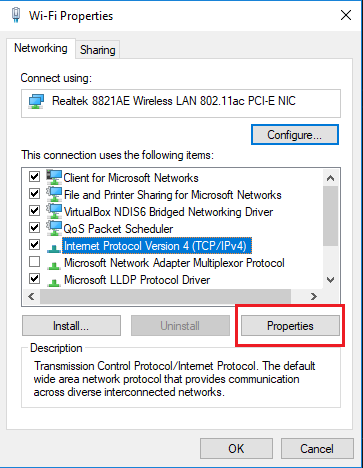 Wi-Fi Properties
Networking
Sharing
Connect using:
Realtek 8821AE Wireless LAN 802.11ac PCI-E NIC
Configure...
This connection uses the following items:
Client for Microsoft Networks
File and Printer Sharing for Microsoft Networks
VirtualBox NDIS6 Bridged Networking Driver
QoS Packet Scheduler
Internet Protocol Version 4 (TCP/IPv4)
Microsoft Network Adapter Multiplexor Protocol
Microsoft LLDP Protocol Driver
Install...
Uninstall
Properties
Description
Transmission Control Protocol/Internet Protocol. The default
wide area network protocol that provides communication
across diverse interconnected networks.
OK
Cancel